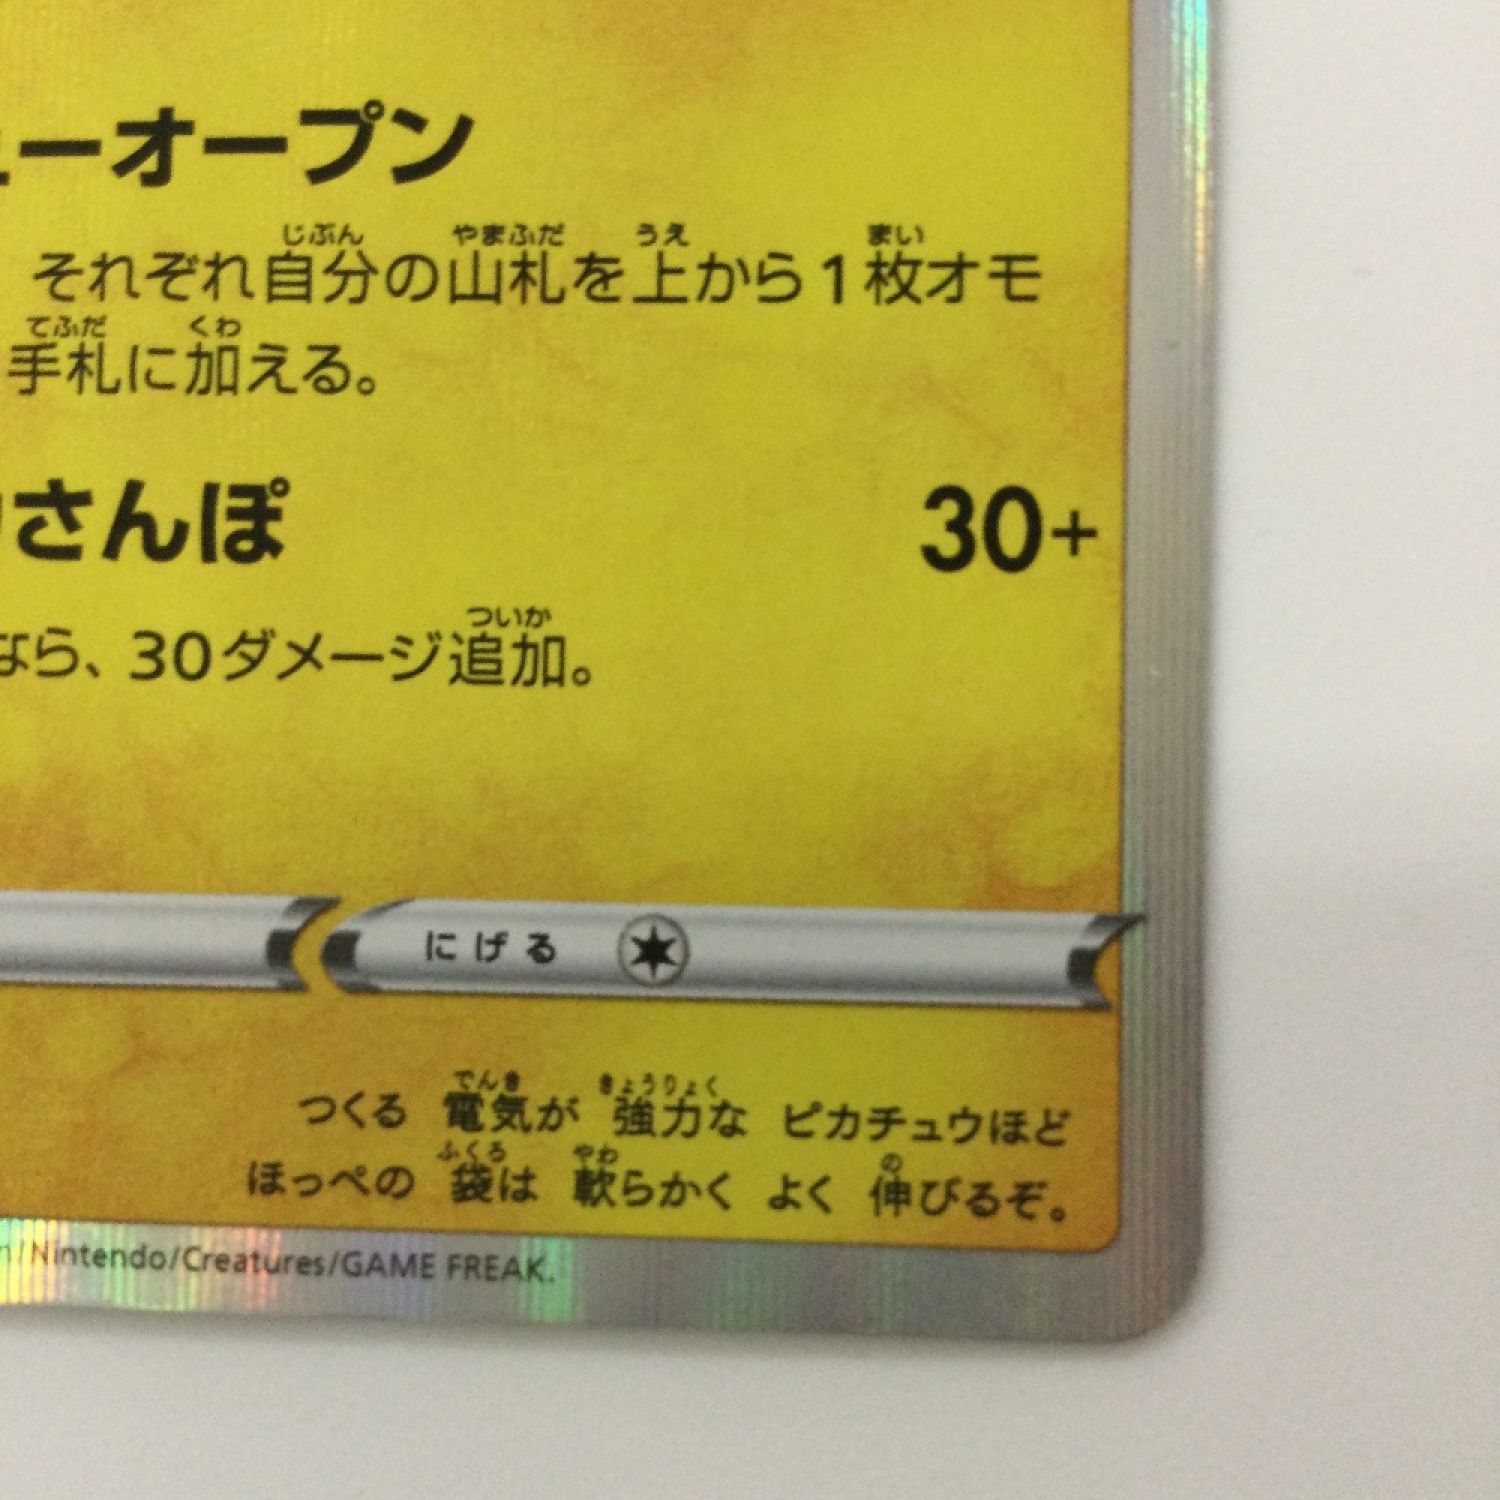 ューオープン
それぞれ自分の山札を上から1枚オモ
手札に加える。
さんぽ 30+
なら、30ダメージ追加。
にげる
つくる 電気が 強力な ピカチュウほど
ほっぺの 袋は 軟らかく よく 伸びるぞ。
n/Nintendo/Creatures/GAME FREAK.